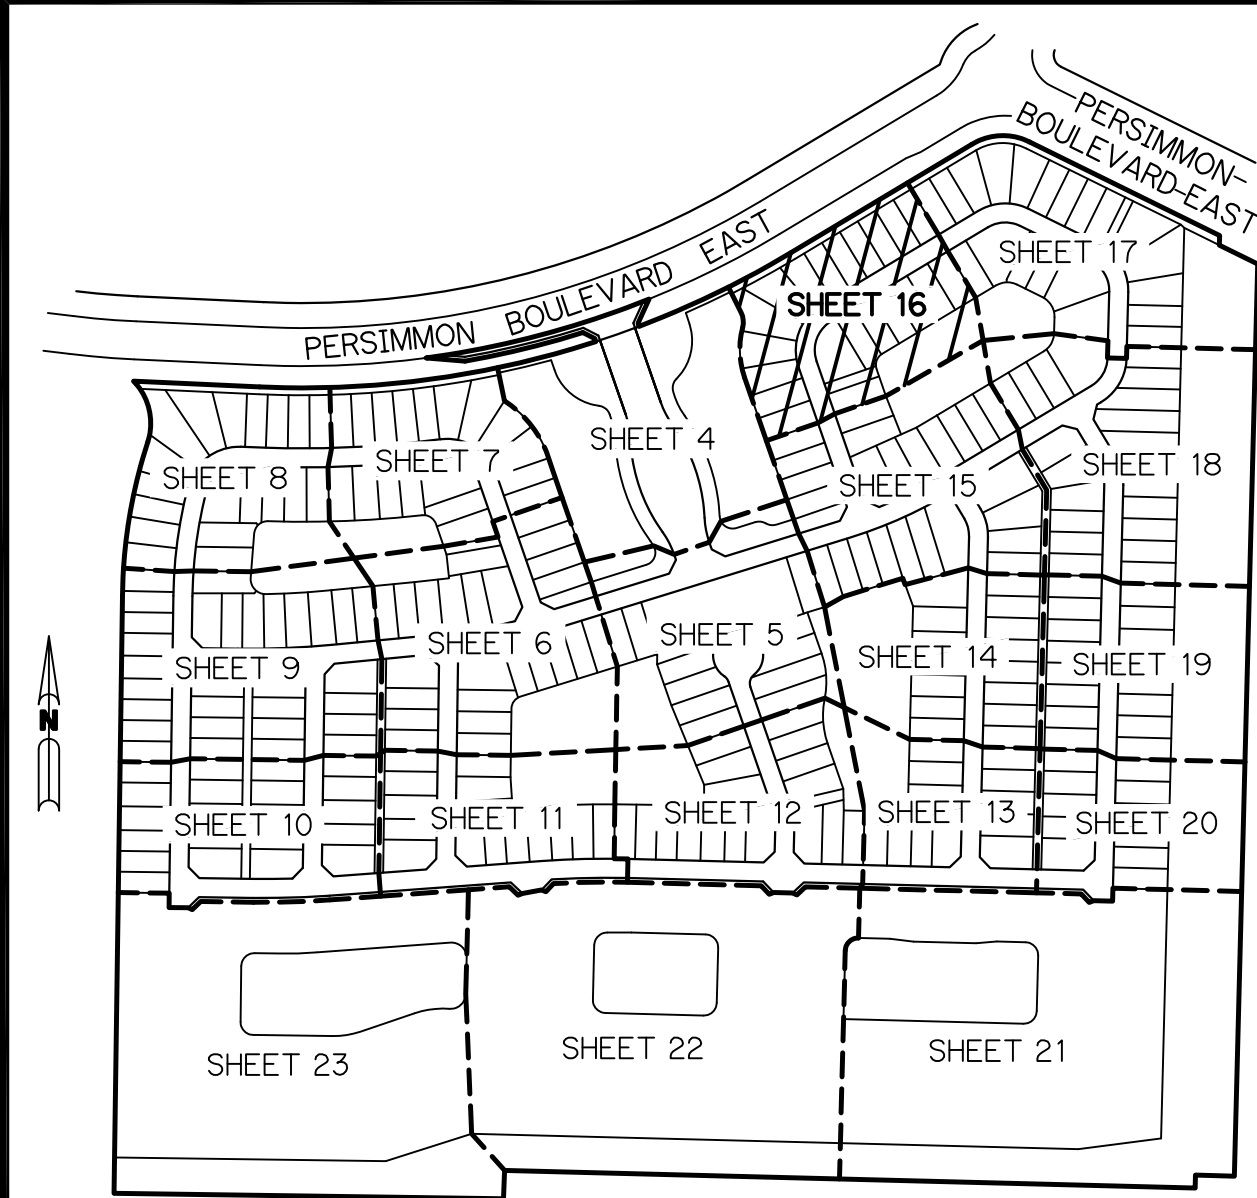 PERSIMMON-
BOULEVARD-EAST
PERSIMMON BOULEVARD EAST
SHEET 17
SHEET 16
SHEET 4
SHEET 7
SHEET 8
SHEET 18
SHEET 15
SHEET 5
SHEET 6
SHEET 14
SHEET 19
SHEET 9
N
SHEET 10
SHEET 11
SHEET 12
SHEET 13
SHEET 20
SHEET 23
SHEET 22
SHEET 21